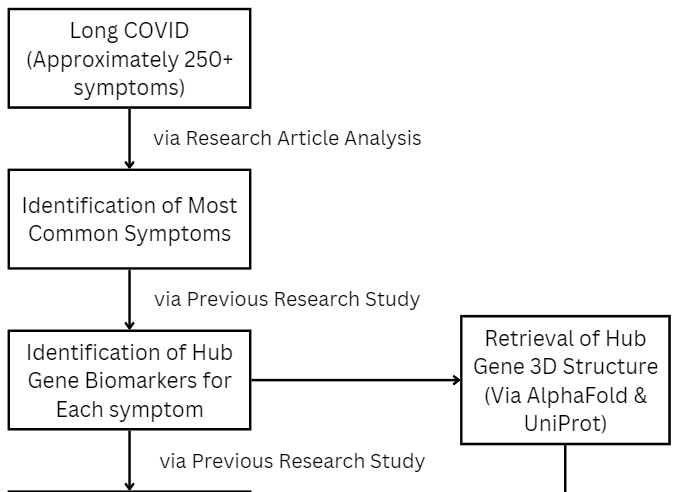 Long COVID
(Approximately 250+
symptoms)
via Research Article Analysis
Identification of Most
Common Symptoms
via Previous Research Study
Identification of Hub
Gene Biomarkers for
Each symptom
Retrieval of Hub
Gene 3D Structure
(Via AlphaFold &
UniProt)
via Previous Research Study